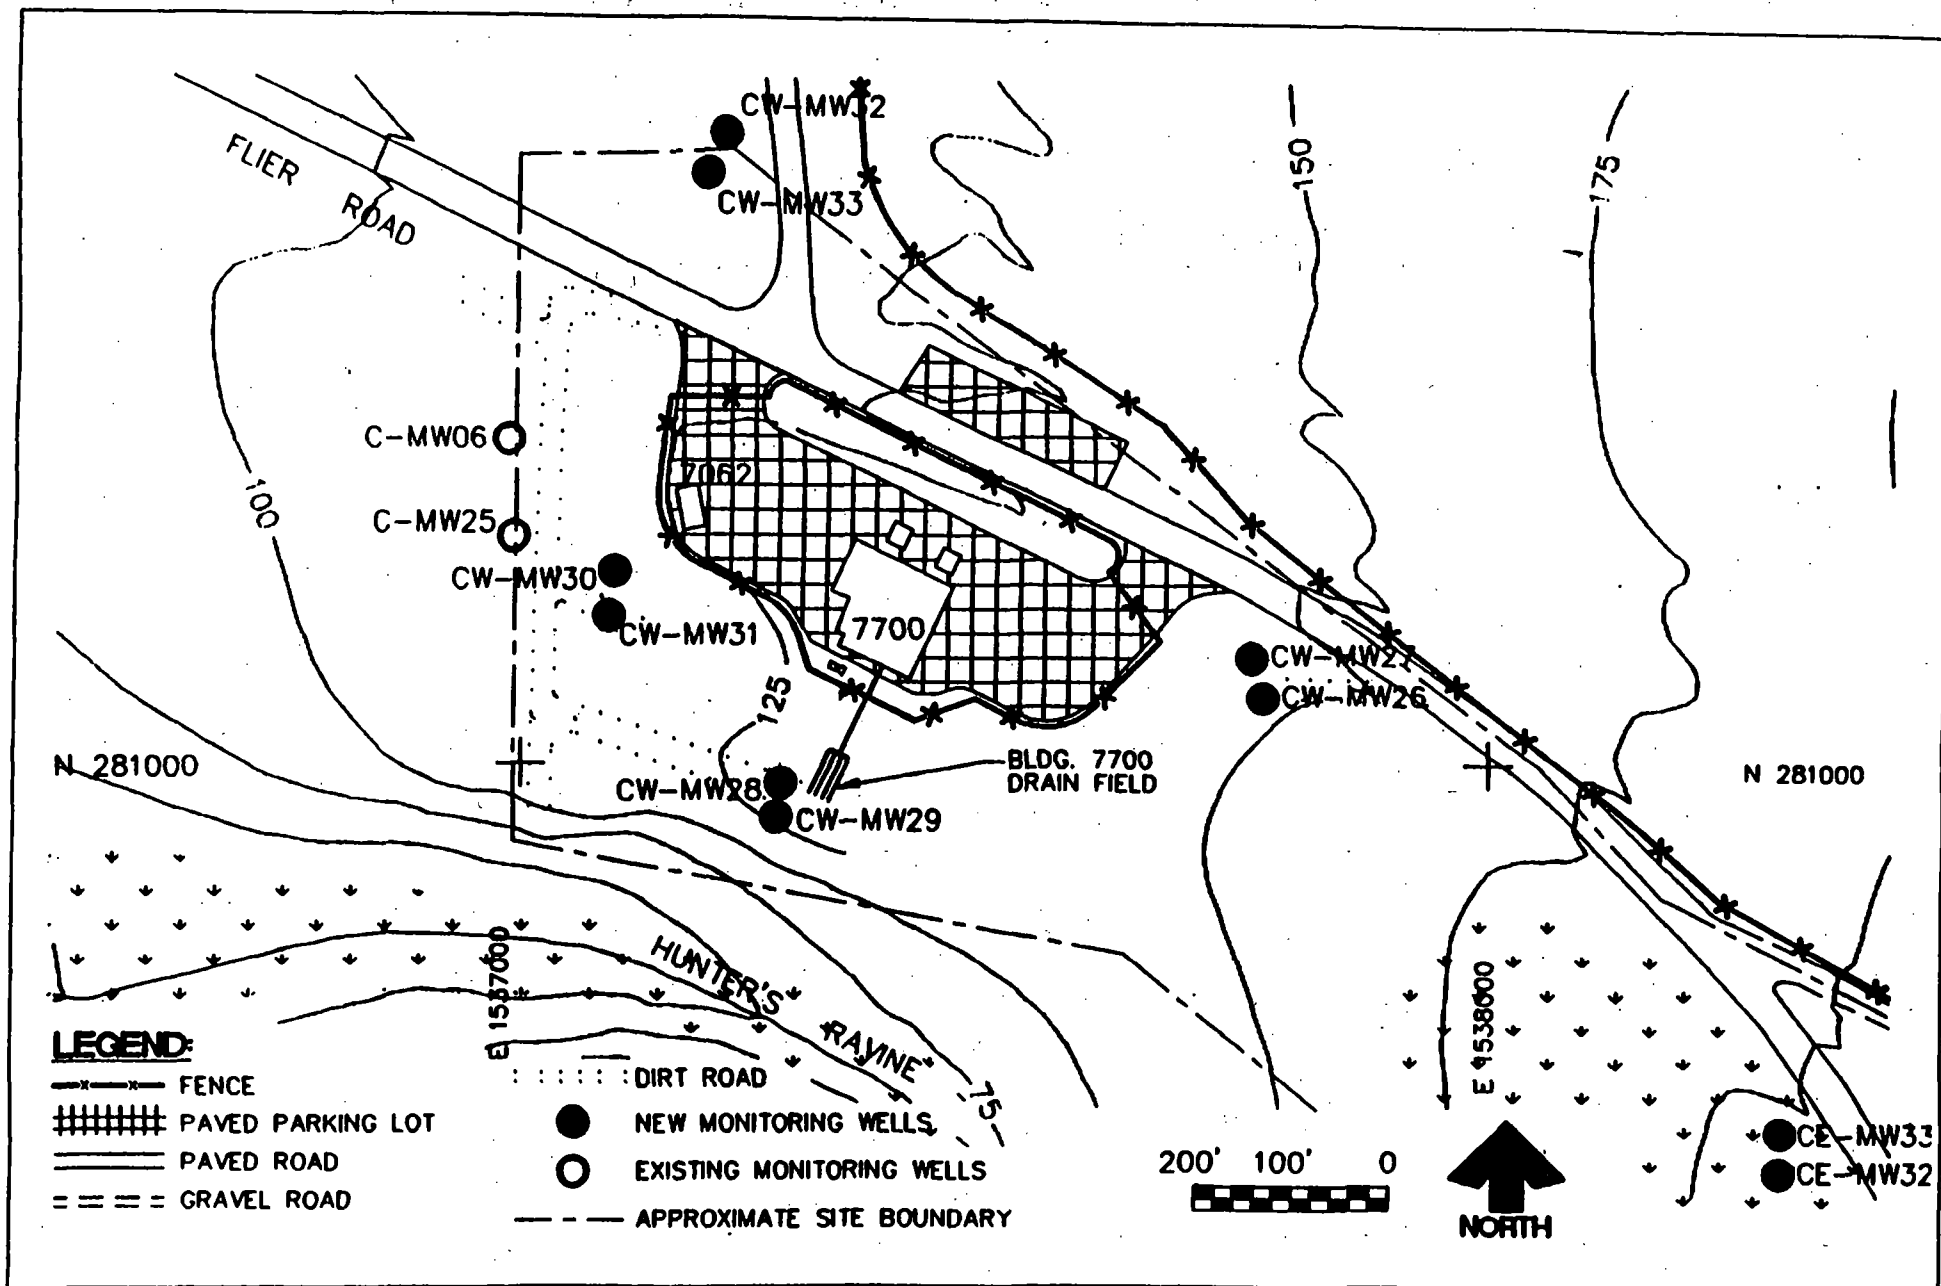 CW-MW32
FLIER
ROAD
CW-MW33
150
175
C-MW06
7062
100
C-MW25
CW-MW30
CW-MW31
7700
CW-MW27
CW-MW26
125
N 281000
BLDG. 7700
DRAIN FIELD
N 281000
CW-MW28
CW-MW29
HUNTER'S
RAVINE
E 1537000
E 1538000
75
LEGEND:
FENCE
PAVED PARKING LOT
PAVED ROAD
GRAVEL ROAD
DIRT ROAD
NEW MONITORING WELLS
EXISTING MONITORING WELLS
APPROXIMATE SITE BOUNDARY
200' 100' 0
NORTH
CE-MW33
CE-MW32